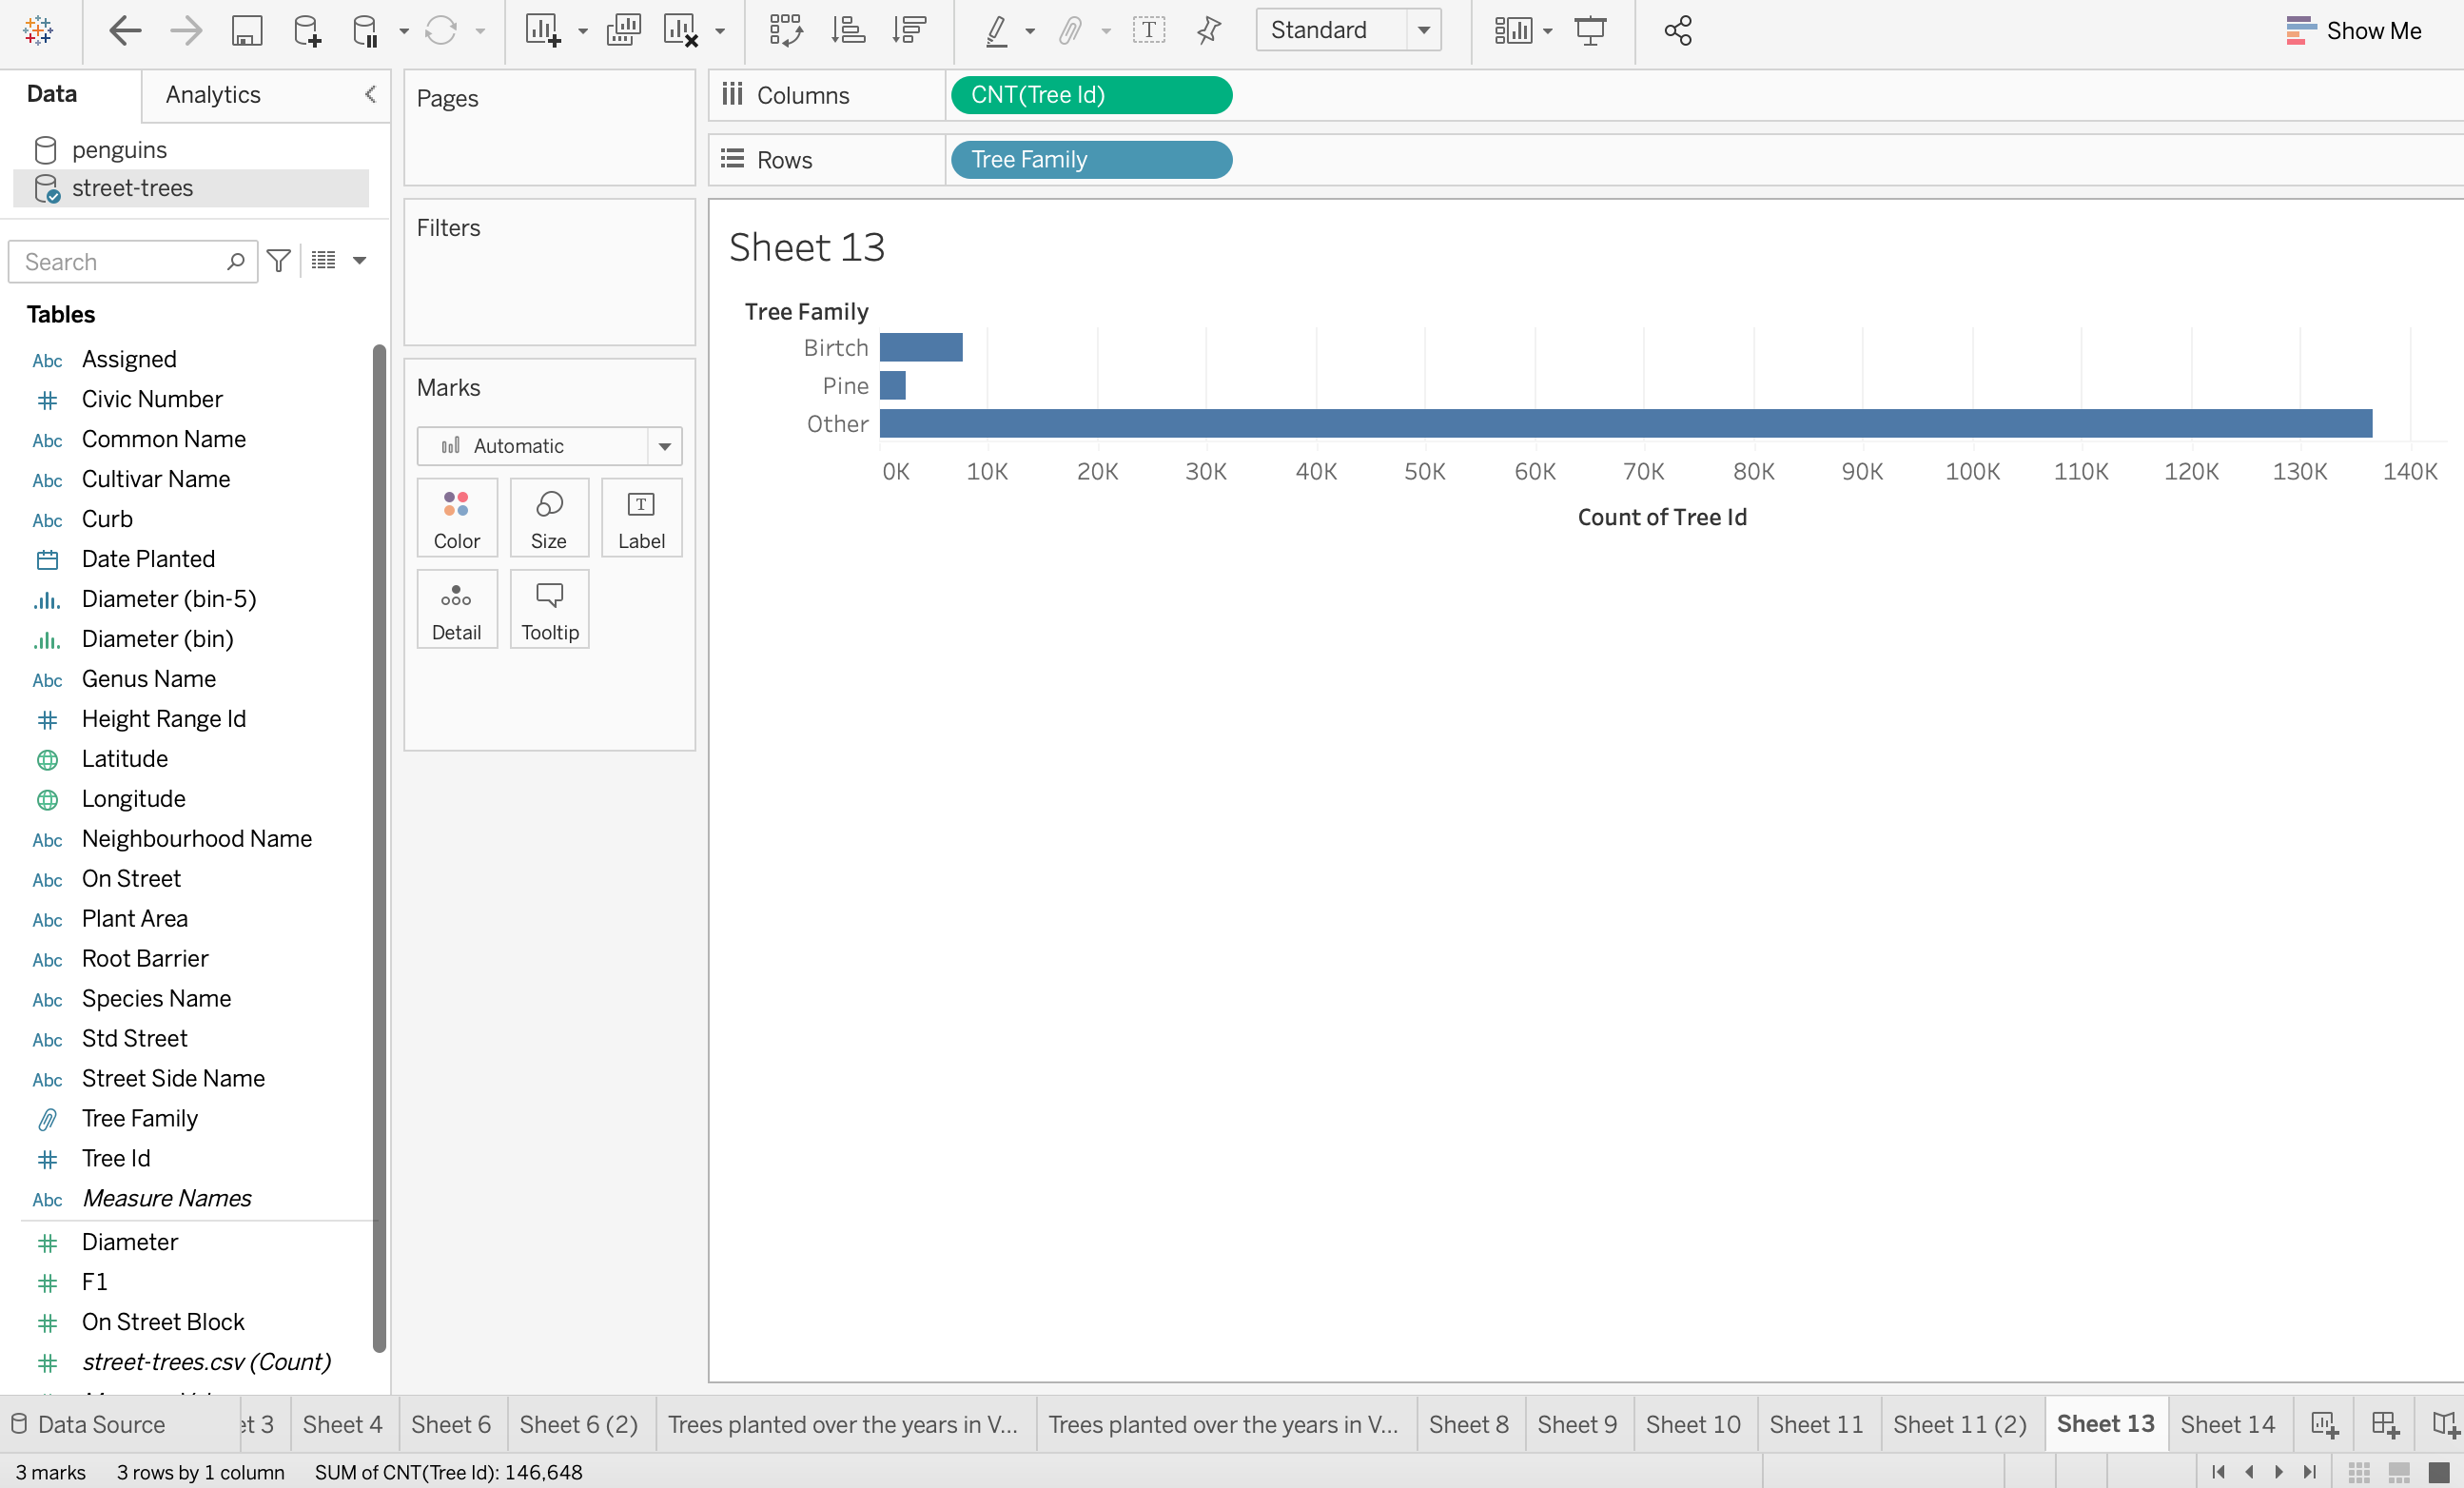 Standard
Show Me
Data
Analytics
penguins
street-trees
Search
Tables
Abc Assigned
Civic Number
Abc Common Name
Abc Cultivar Name
Abc Curb
Date Planted
Diameter (bin-5)
Diameter (bin)
Abc Genus Name
Height Range Id
Latitude
Longitude
Abc Neighbourhood Name
Abc On Street
Abc Plant Area
Abc Root Barrier
Abc Species Name
Abc Std Street
Abc Street Side Name
Tree Family
Tree Id
Abc Measure Names
Diameter
F1
On Street Block
street-trees.csv (Count)
Pages
Filters
Marks
Automatic
Color Size Label
Detail Tooltip
Columns CNT(Tree Id)
Rows Tree Family
Sheet 13
Tree Family
Birtch
Pine
Other
0K 10K 20K 30K 40K 50K 60K 70K 80K 90K 100K 110K 120K 130K 140K
Count of Tree Id
Data Source et 3 Sheet 4 Sheet 6 Sheet 6 (2) Trees planted over the years in V... Trees planted over the years in V... Sheet 8 Sheet 9 Sheet 10 Sheet 11 Sheet 11 (2) Sheet 13 Sheet 14
3 marks 3 rows by 1 column SUM of CNT(Tree Id): 146,648